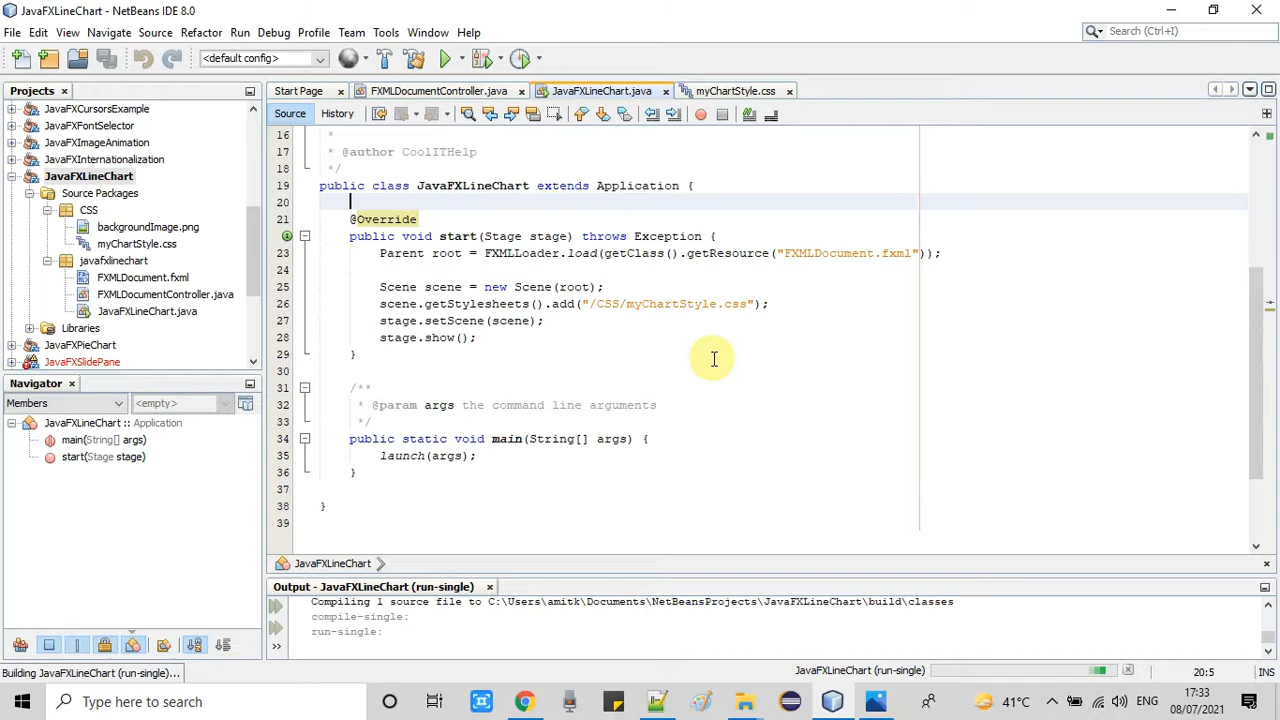 JavaFXLineChart - NetBeans IDE 8.0
File Edit View Navigate Source Refactor Run Debug Profile Team Tools Window Help
Search (Ctrl+I)
<default config>
Projects
Start Page
FXMLDocumentController.java
JavaFXLineChart.java
myChartStyle.css
JavaFXCursorsExample
JavaFXFontSelector
JavaFXImageAnimation
JavaFXInternationalization
JavaFXLineChart
Source Packages
CSS
backgroundImage.png
myChartStyle.css
javafxlinechart
FXMLDocument.fxml
FXMLDocumentController.java
JavaFXLineChart.java
Libraries
JavaFXPieChart
JavaFXSlidePane
Navigator
Members
<empty>
JavaFXLineChart :: Application
main(String[] args)
start(Stage stage)
Source History
16 *
17 * @author CoolITHelp
18 */
19 public class JavaFXLineChart extends Application {
20
21 @Override
public void start(Stage stage) throws Exception {
23 Parent root = FXMLLoader.load(getClass().getResource("FXMLDocument.fxml"));
24
25 Scene scene = new Scene(root);
26 scene.getStylesheets().add("/CSS/myChartStyle.css");
27 stage.setScene(scene);
28 stage.show();
29 }
30
31 /**
32 * @param args the command line arguments
33 */
34 public static void main(String[] args) {
35 launch(args);
36 }
37
38 }
39
JavaFXLineChart
Output - JavaFXLineChart (run-single)
Compiling 1 source file to C:\Users\amitk\Documents\NetBeansProjects\JavaFXLineChart\build\classes
compile-single:
run-single:
Building JavaFXLineChart (run-single)...
JavaFXLineChart (run-single)
20:5
INS
Type here to search
41°C
ENG
17:33
08/07/2021